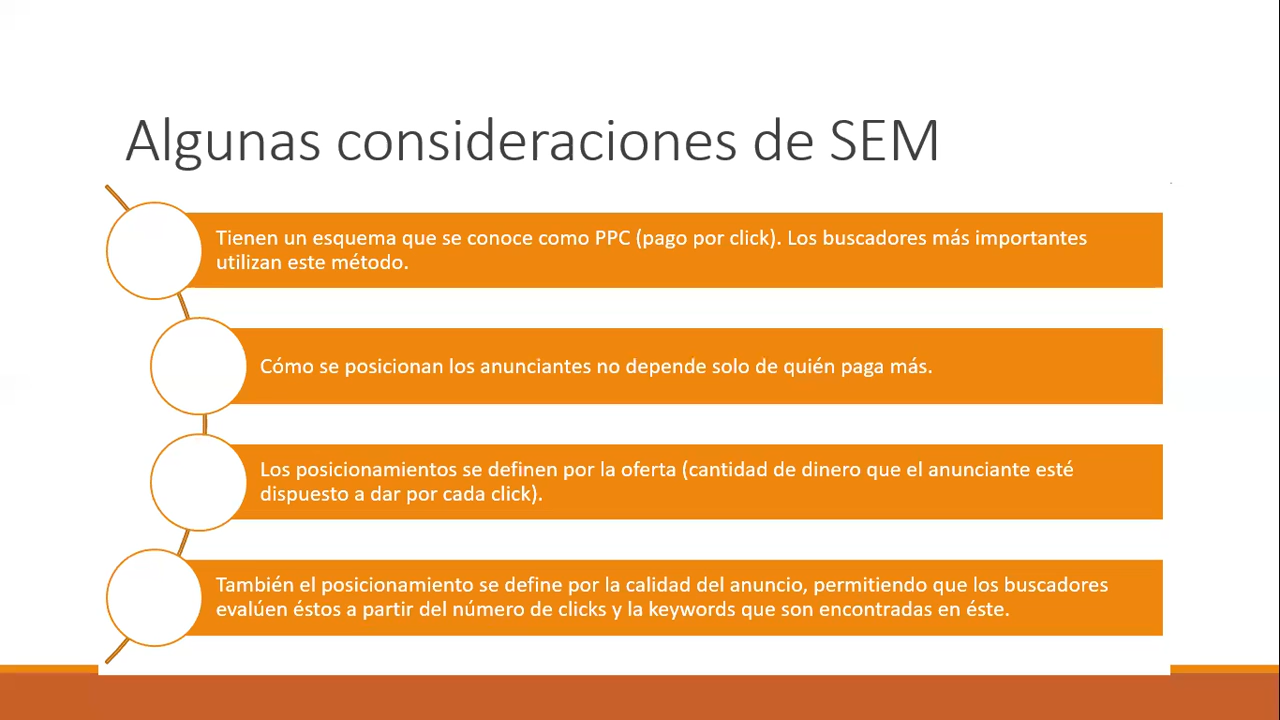 Algunas consideraciones de SEM
Tienen un esquema que se conoce como PPC (pago por click). Los buscadores más importantes
utilizan este método.
Cómo se posicionan los anunciantes no depende solo de quién paga más.
Los posicionamientos se definen por la oferta (cantidad de dinero que el anunciante esté
dispuesto a dar por cada click).
También el posicionamiento se define por la calidad del anuncio, permitiendo que los buscadores
evalúen éstos a partir del número de clicks y la keywords que son encontradas en éste.